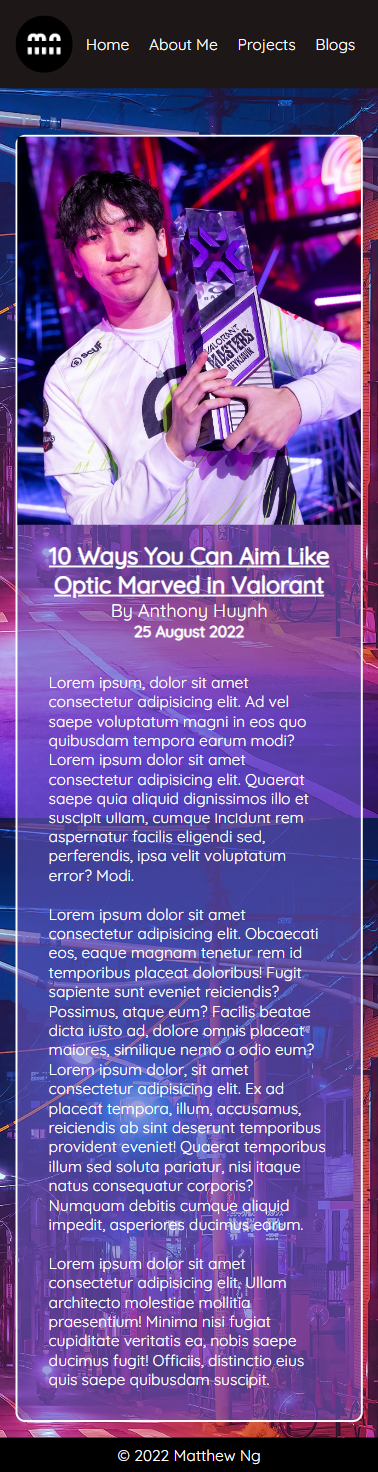 mn
Home About Me Projects Blogs
scuf
VALORANT
MASTERS
REYKJAVÍK
10 Ways You Can Aim Like
Optic Marved in Valorant
By Anthony Huynh
25 August 2022
Lorem ipsum, dolor sit amet
consectetur adipisicing elit. Ad vel
saepe voluptatum magni in eos quo
quibusdam tempora earum modi?
Lorem ipsum dolor sit amet
consectetur adipisicing elit. Quaerat
saepe quia aliquid dignissimos illo et
suscipit ullam, cumque incidunt rem
aspernatur facilis eligendi sed,
perferendis, ipsa velit voluptatum
error? Modi.
Lorem ipsum dolor sit amet
consectetur adipisicing elit. Obcaecati
eos, eaque magnam tenetur rem id
temporibus placeat doloribus! Fugit
sapiente sunt eveniet reiciendis?
Possimus, atque eum? Facilis beatae
dicta iusto ad, dolore omnis placeat
maiores, similique nemo a odio eum?
Lorem ipsum dolor, sit amet
consectetur adipisicing elit. Ex ad
placeat tempora, illum, accusamus,
reiciendis ab sint deserunt temporibus
provident eveniet! Quaerat temporibus
illum sed soluta pariatur, nisi itaque
natus consequatur corporis?
Numquam debitis cumque aliquid
impedit, asperiores ducimus earum.
Lorem ipsum dolor sit amet
consectetur adipisicing elit. Ullam
architecto molestiae mollitia
praesentium! Minima nisi fugiat
cupiditate veritatis ea, nobis saepe
ducimus fugit! Officiis, distinctio eius
quis saepe quibusdam suscipit.
© 2022 Matthew Ng